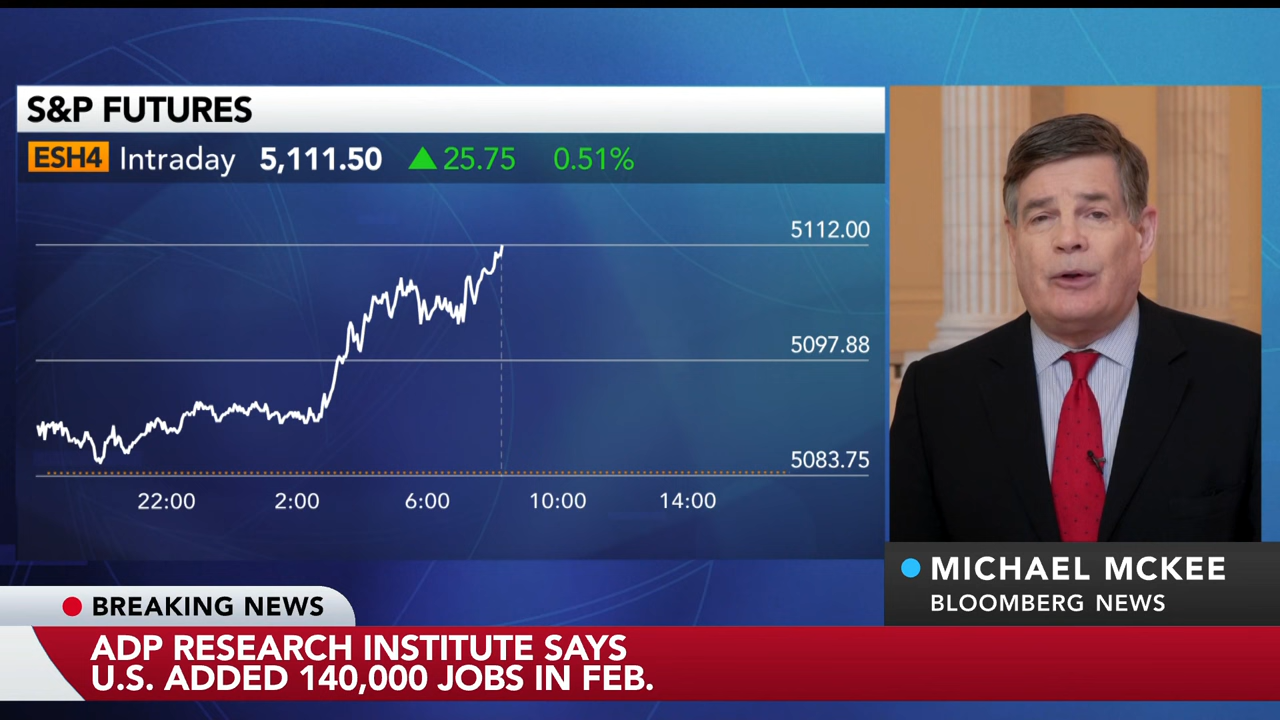 S&P FUTURES
ESH4 Intraday 5,111.50 ▲25.75 0.51%
5112.00
5097.88
5083.75
22:00 2:00 6:00 10:00 14:00
MICHAEL MCKEE
BLOOMBERG NEWS
BREAKING NEWS
ADP RESEARCH INSTITUTE SAYS
U.S. ADDED 140,000 JOBS IN FEB.